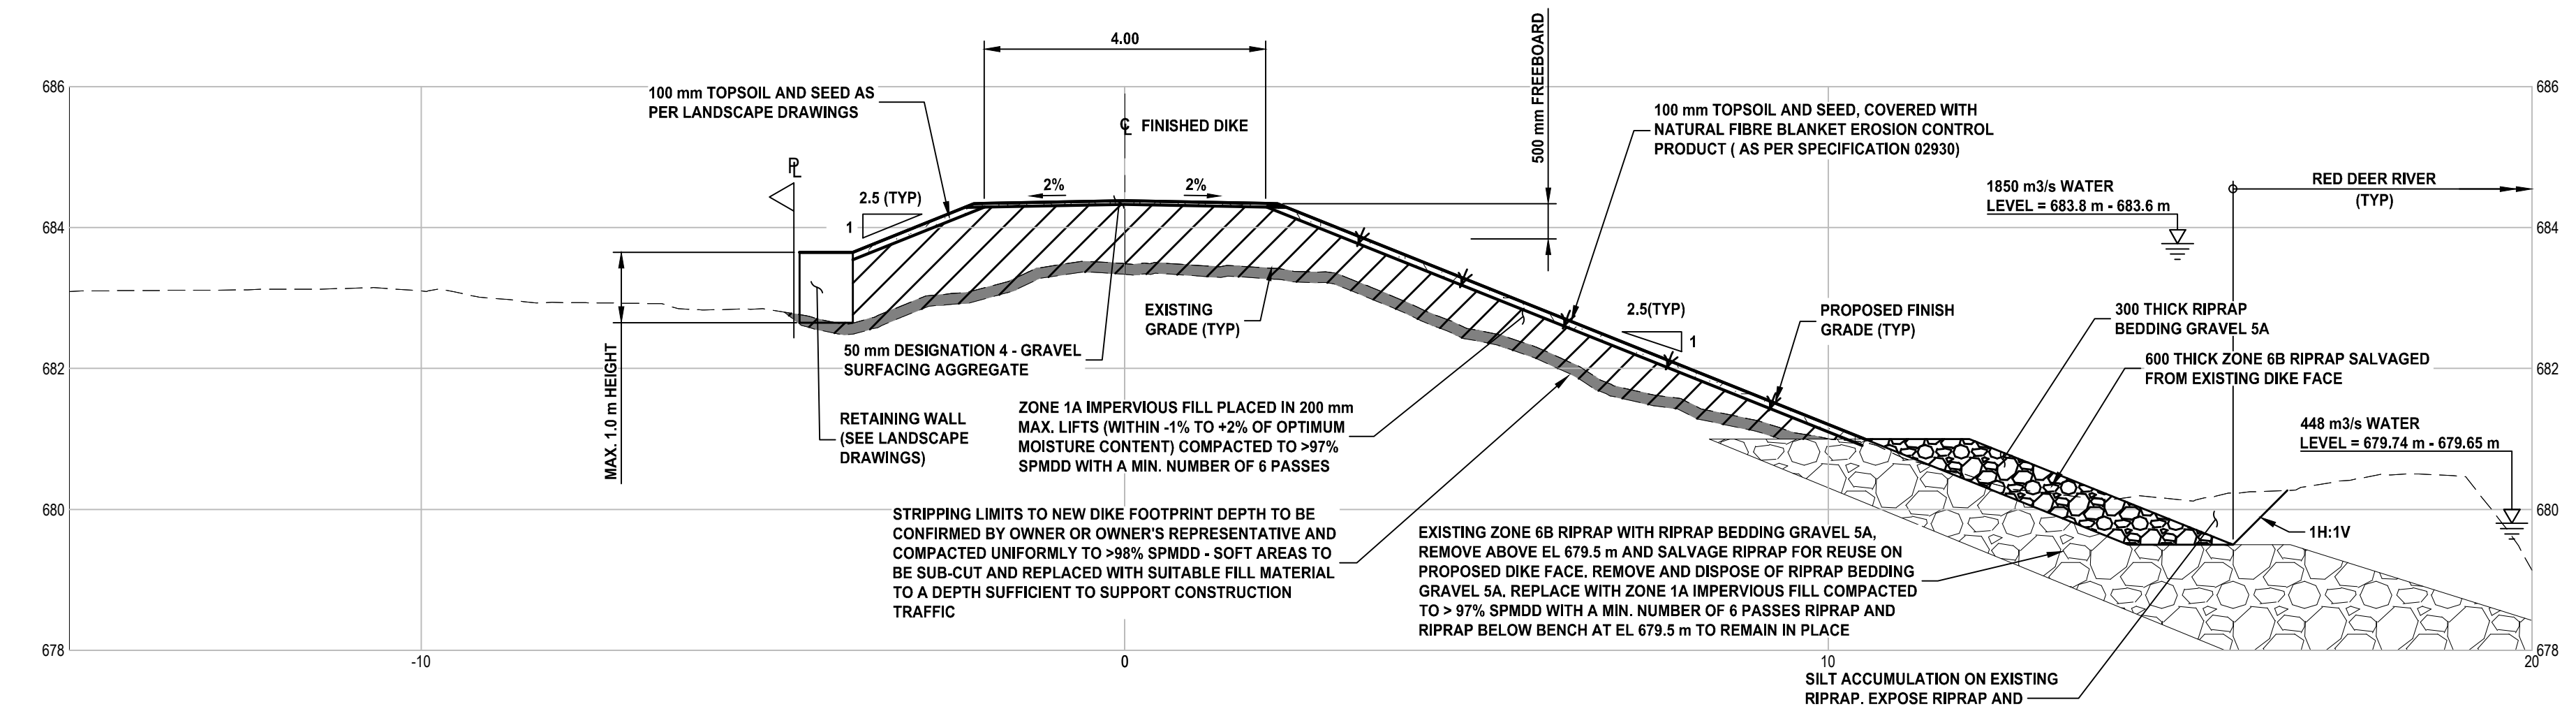 4.00
500 mm FREEBOARD
686
686
100 mm TOPSOIL AND SEED AS
PER LANDSCAPE DRAWINGS
℄ FINISHED DIKE
100 mm TOPSOIL AND SEED, COVERED WITH
NATURAL FIBRE BLANKET EROSION CONTROL
PRODUCT ( AS PER SPECIFICATION 02930)
PL
2.5 (TYP)
1
2%
2%
1850 m3/s WATER
LEVEL = 683.8 m - 683.6 m
RED DEER RIVER
(TYP)
684
684
MAX. 1.0 m HEIGHT
EXISTING
GRADE (TYP)
2.5(TYP)
1
PROPOSED FINISH
GRADE (TYP)
300 THICK RIPRAP
BEDDING GRAVEL 5A
50 mm DESIGNATION 4 - GRAVEL
SURFACING AGGREGATE
600 THICK ZONE 6B RIPRAP SALVAGED
FROM EXISTING DIKE FACE
682
682
RETAINING WALL
(SEE LANDSCAPE
DRAWINGS)
ZONE 1A IMPERVIOUS FILL PLACED IN 200 mm
MAX. LIFTS (WITHIN -1% TO +2% OF OPTIMUM
MOISTURE CONTENT) COMPACTED TO >97%
SPMDD WITH A MIN. NUMBER OF 6 PASSES
448 m3/s WATER
LEVEL = 679.74 m - 679.65 m
680
680
STRIPPING LIMITS TO NEW DIKE FOOTPRINT DEPTH TO BE
CONFIRMED BY OWNER OR OWNER'S REPRESENTATIVE AND
COMPACTED UNIFORMLY TO >98% SPMDD - SOFT AREAS TO
BE SUB-CUT AND REPLACED WITH SUITABLE FILL MATERIAL
TO A DEPTH SUFFICIENT TO SUPPORT CONSTRUCTION
TRAFFIC
EXISTING ZONE 6B RIPRAP WITH RIPRAP BEDDING GRAVEL 5A,
REMOVE ABOVE EL 679.5 m AND SALVAGE RIPRAP FOR REUSE ON
PROPOSED DIKE FACE. REMOVE AND DISPOSE OF RIPRAP BEDDING
GRAVEL 5A. REPLACE WITH ZONE 1A IMPERVIOUS FILL COMPACTED
TO > 97% SPMDD WITH A MIN. NUMBER OF 6 PASSES RIPRAP AND
RIPRAP BELOW BENCH AT EL 679.5 m TO REMAIN IN PLACE
1H:1V
678
678
-10
0
10
20
SILT ACCUMULATION ON EXISTING
RIPRAP. EXPOSE RIPRAP AND